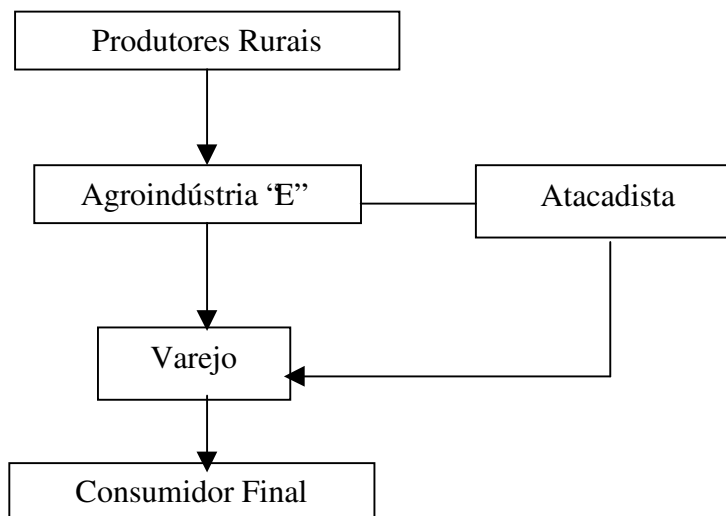 Produtores Rurais
Agroindústria “E”
Atacadista
Varejo
Consumidor Final